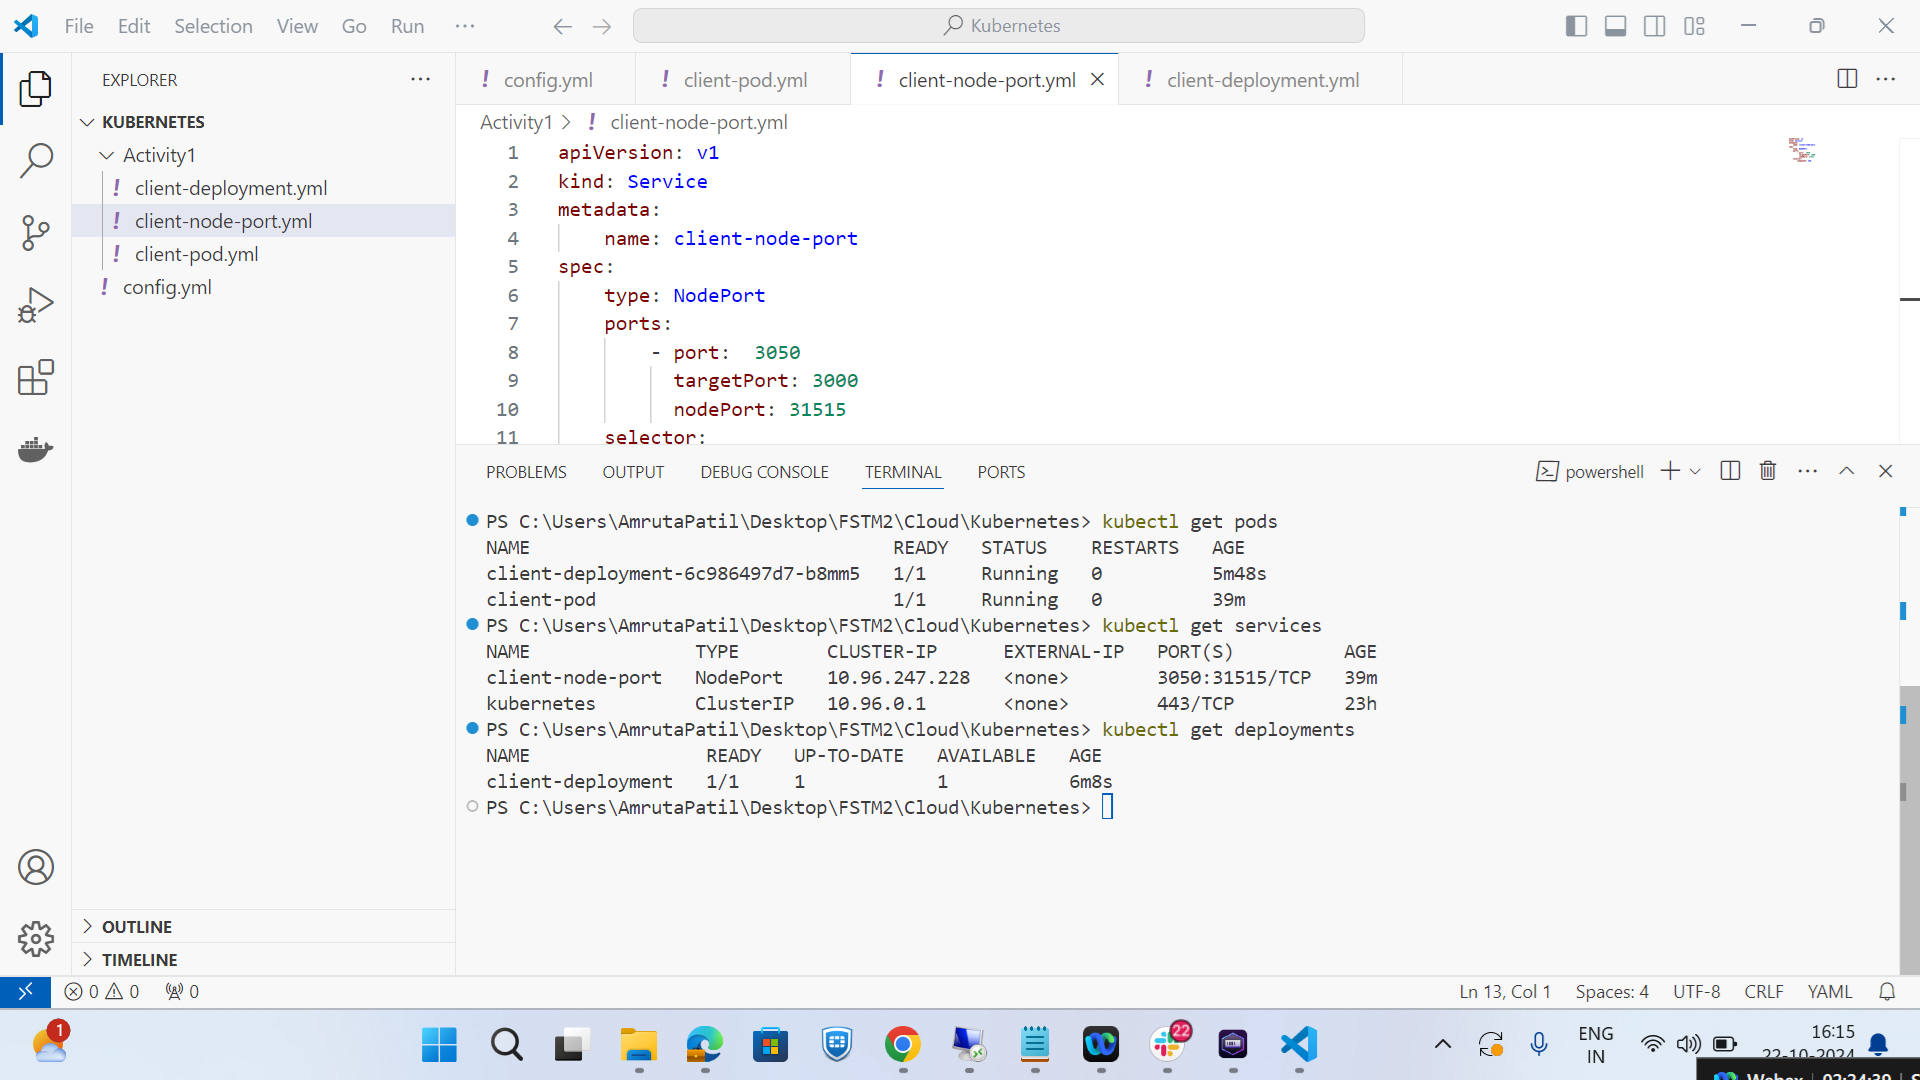 File Edit Selection View Go Run ··· Kubernetes
EXPLORER ···
KUBERNETES
Activity1
! client-deployment.yml
! client-node-port.yml
! client-pod.yml
! config.yml
OUTLINE
TIMELINE
! config.yml ! client-pod.yml ! client-node-port.yml ! client-deployment.yml
Activity1 > ! client-node-port.yml
1 apiVersion: v1
2 kind: Service
3 metadata:
4 name: client-node-port
5 spec:
6 type: NodePort
7 ports:
8 - port:  3050
9 targetPort: 3000
10 nodePort: 31515
11 selector:
PROBLEMS OUTPUT DEBUG CONSOLE TERMINAL PORTS powershell
PS C:\Users\AmrutaPatil\Desktop\FSTM2\Cloud\Kubernetes> kubectl get pods
NAME READY STATUS RESTARTS AGE
client-deployment-6c986497d7-b8mm5 1/1 Running 0 5m48s
client-pod 1/1 Running 0 39m
PS C:\Users\AmrutaPatil\Desktop\FSTM2\Cloud\Kubernetes> kubectl get services
NAME TYPE CLUSTER-IP EXTERNAL-IP PORT(S) AGE
client-node-port NodePort 10.96.247.228 <none> 3050:31515/TCP 39m
kubernetes ClusterIP 10.96.0.1 <none> 443/TCP 23h
PS C:\Users\AmrutaPatil\Desktop\FSTM2\Cloud\Kubernetes> kubectl get deployments
NAME READY UP-TO-DATE AVAILABLE AGE
client-deployment 1/1 1 1 6m8s
PS C:\Users\AmrutaPatil\Desktop\FSTM2\Cloud\Kubernetes>
0 0 0 Ln 13, Col 1 Spaces: 4 UTF-8 CRLF YAML
1 22 ENG 16:15
IN 22-10-2024
Webex 02:24:39